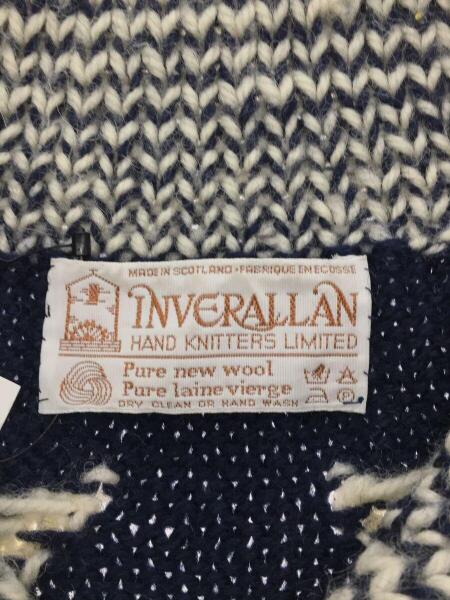 MADE IN SCOTLAND • FABRIQUE EN ECOSSE
INVERALLAN
HAND KNITTERS LIMITED
Pure new wool
Pure laine vierge
DRY CLEAN OR HAND WASH